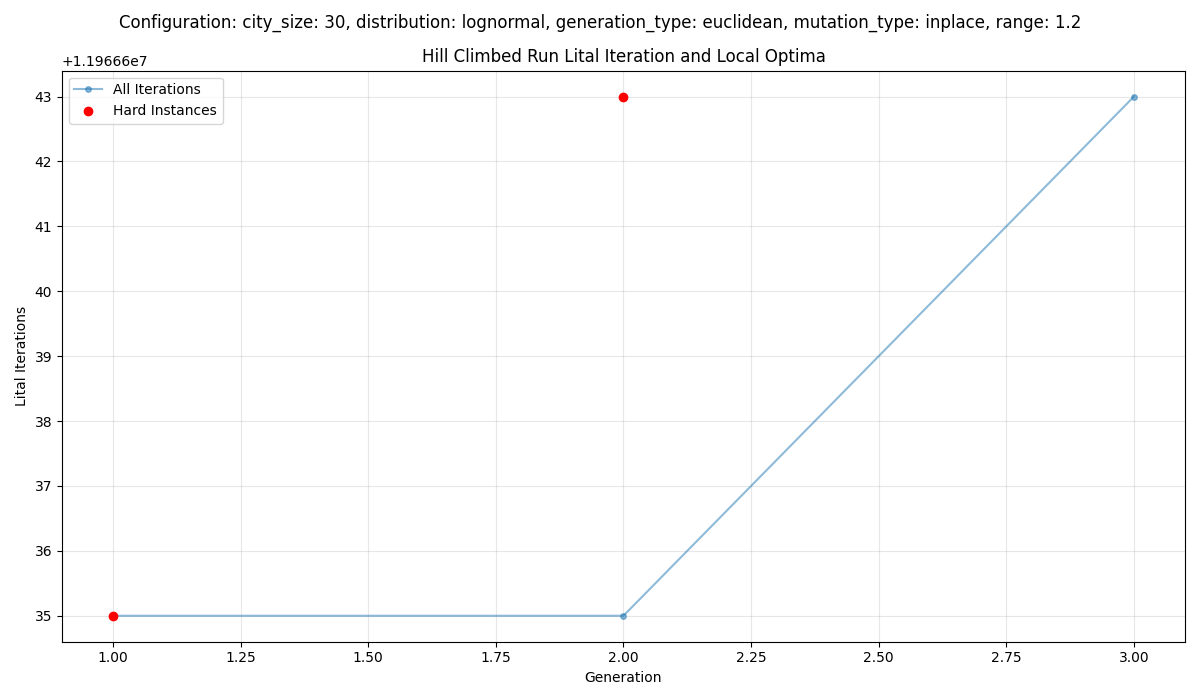 Configuration: city_size: 30, distribution: lognormal, generation_type: euclidean, mutation_type: inplace, range: 1.2
Hill Climbed Run Lital Iteration and Local Optima
+1.19666e7
All Iterations
Hard Instances
43
42
41
40
39
38
37
36
35
Lital Iterations
1.00 1.25 1.50 1.75 2.00 2.25 2.50 2.75 3.00
Generation